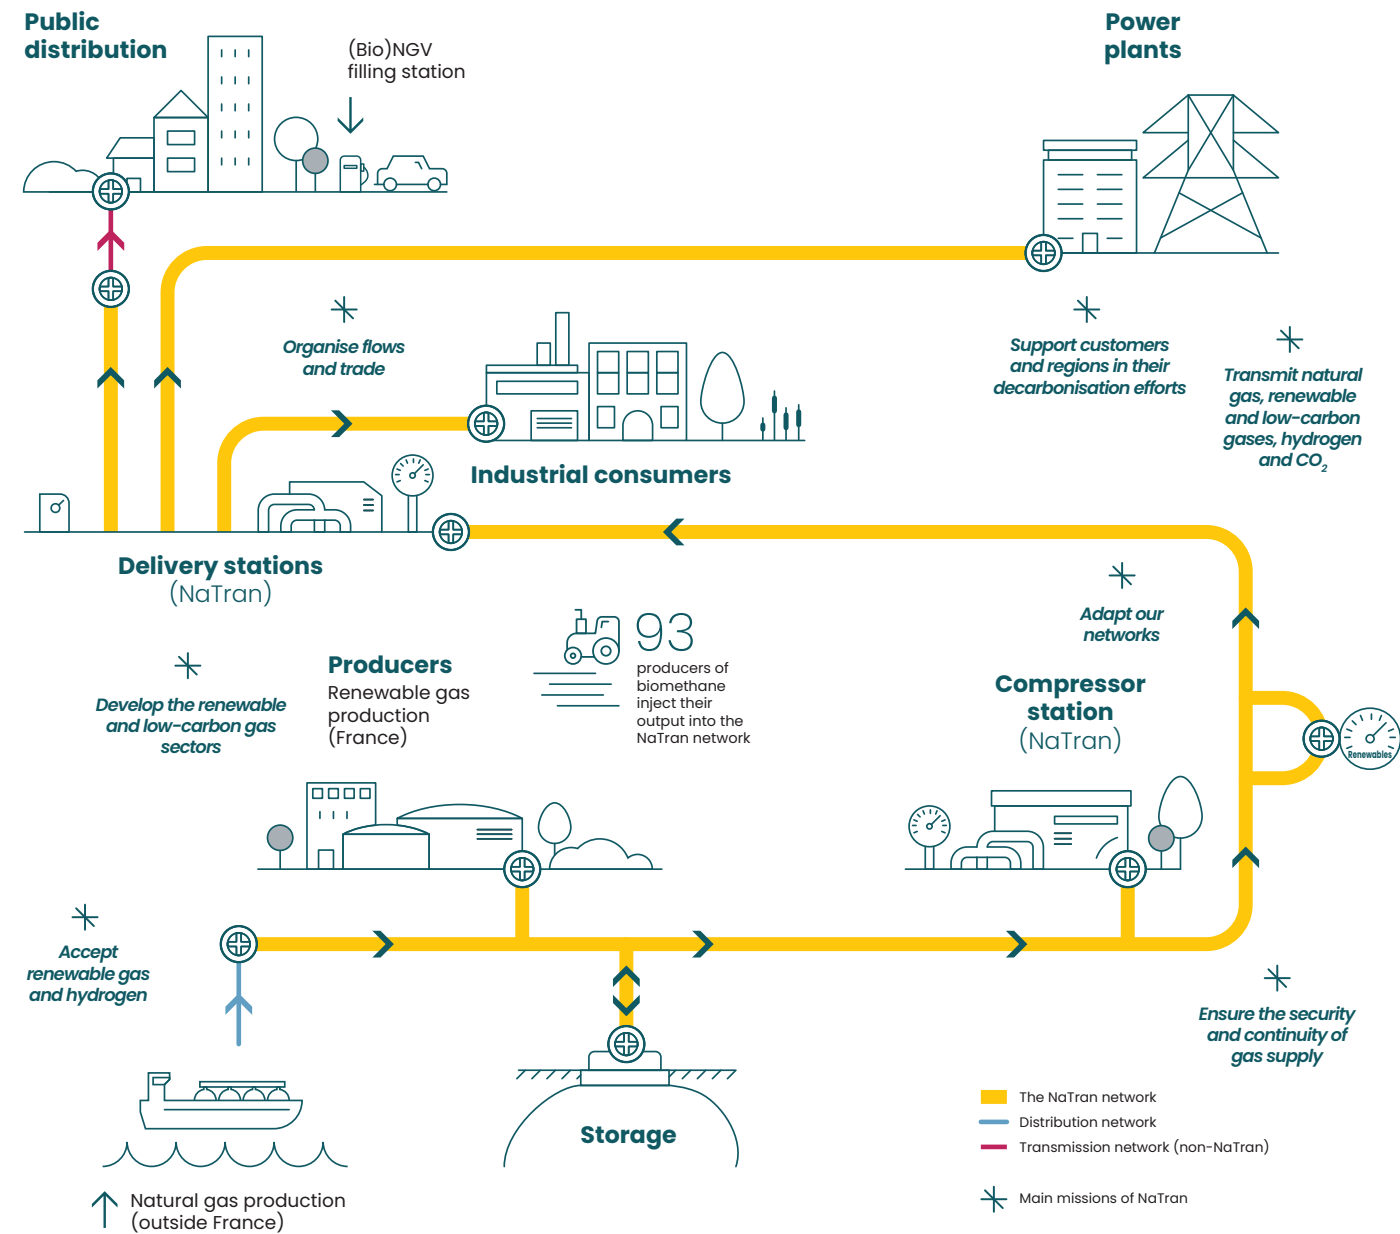 Public
distribution
(Bio)NGV
filling station
Power
plants
Organise flows
and trade
Support customers
and regions in their
decarbonisation efforts
Transmit natural
gas, renewable
and low-carbon
gases, hydrogen
and CO₂
Industrial consumers
Delivery stations
(NaTran)
Adapt our
networks
Develop the renewable
and low-carbon gas
sectors
Producers
Renewable gas
production
(France)
93
producers of
biomethane
inject their
output into the
NaTran network
Compressor
station
(NaTran)
Renewables
Accept
renewable gas
and hydrogen
Ensure the security
and continuity of
gas supply
Storage
Natural gas production
(outside France)
The NaTran network
Distribution network
Transmission network (non-NaTran)
Main missions of NaTran